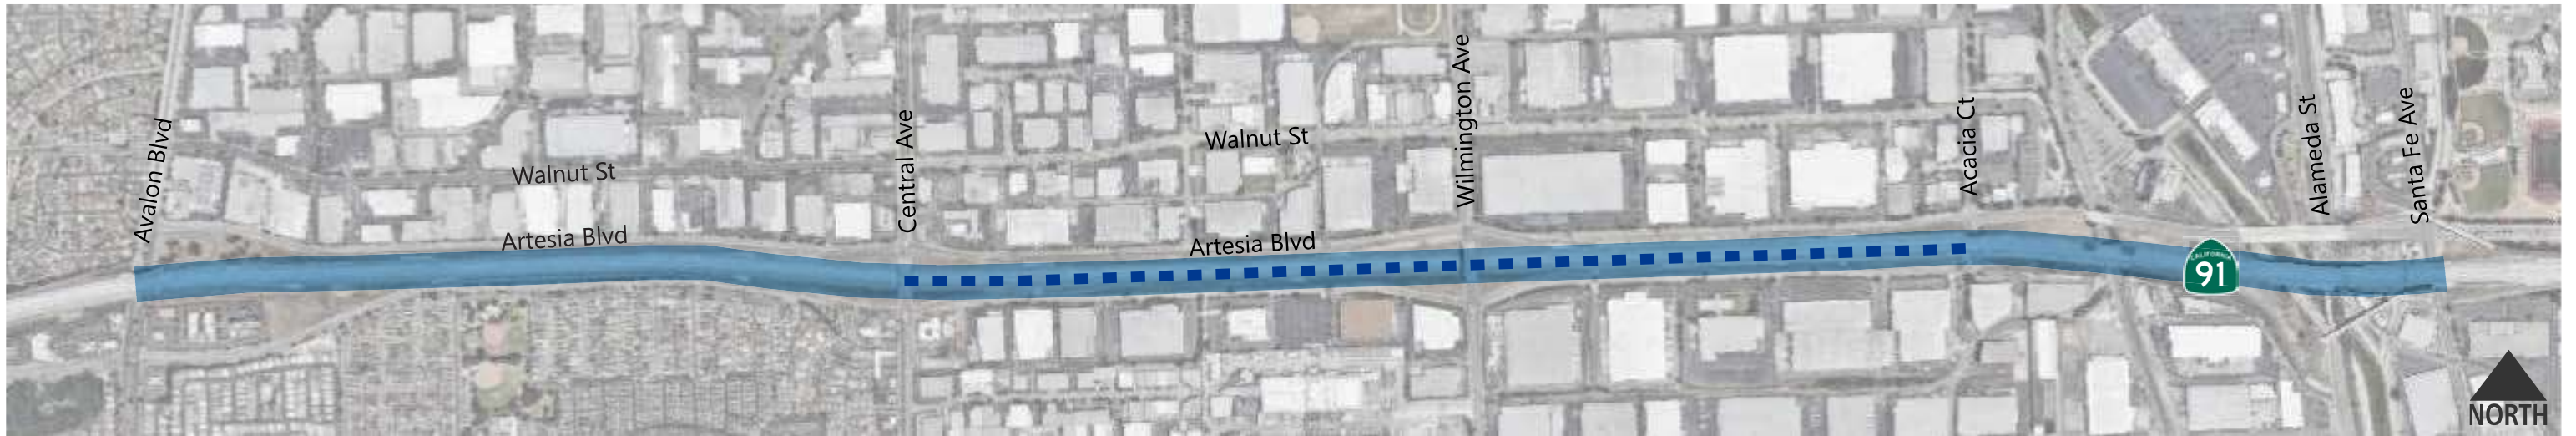 Avalon Blvd
Walnut St
Artesia Blvd
Central Ave
Walnut St
Artesia Blvd
Wilmington Ave
Acacia Ct
CALIFORNIA
91
Alameda St
Santa Fe Ave
NORTH